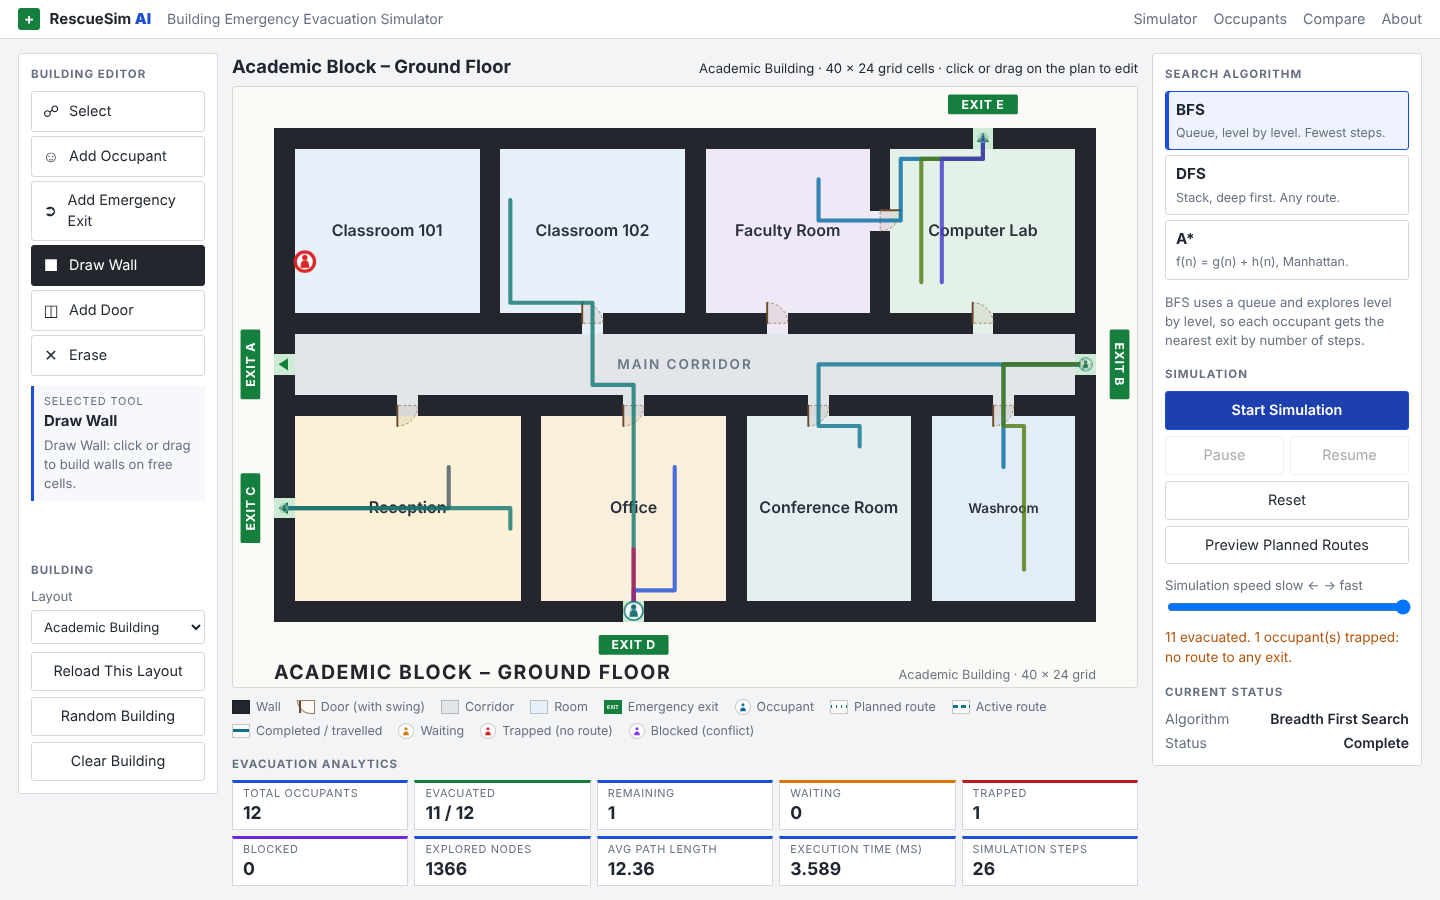 RescueSim AI
Building Emergency Evacuation Simulator
Simulator
Occupants
Compare
About
BUILDING EDITOR
Select
Add Occupant
Add Emergency
Exit
Draw Wall
Add Door
Erase
SELECTED TOOL
Draw Wall
Draw Wall: click or drag
to build walls on free
cells.
BUILDING
Layout
Academic Building
Reload This Layout
Random Building
Clear Building
Academic Block – Ground Floor
Academic Building · 40 × 24 grid cells · click or drag on the plan to edit
EXIT E
Classroom 101
Classroom 102
Faculty Room
Computer Lab
EXIT A
MAIN CORRIDOR
EXIT B
EXIT C
Reception
Office
Conference Room
Washroom
EXIT D
ACADEMIC BLOCK – GROUND FLOOR
Academic Building · 40 × 24 grid
Wall
Door (with swing)
Corridor
Room
EXIT
Emergency exit
Occupant
Planned route
Active route
Completed / travelled
Waiting
Trapped (no route)
Blocked (conflict)
EVACUATION ANALYTICS
TOTAL OCCUPANTS
12
EVACUATED
11 / 12
REMAINING
1
WAITING
0
TRAPPED
1
BLOCKED
0
EXPLORED NODES
1366
AVG PATH LENGTH
12.36
EXECUTION TIME (MS)
3.589
SIMULATION STEPS
26
SEARCH ALGORITHM
BFS
Queue, level by level. Fewest steps.
DFS
Stack, deep first. Any route.
A*
f(n) = g(n) + h(n), Manhattan.
BFS uses a queue and explores level
by level, so each occupant gets the
nearest exit by number of steps.
SIMULATION
Start Simulation
Pause
Resume
Reset
Preview Planned Routes
Simulation speed slow ← → fast
11 evacuated. 1 occupant(s) trapped:
no route to any exit.
CURRENT STATUS
Algorithm
Breadth First Search
Status
Complete